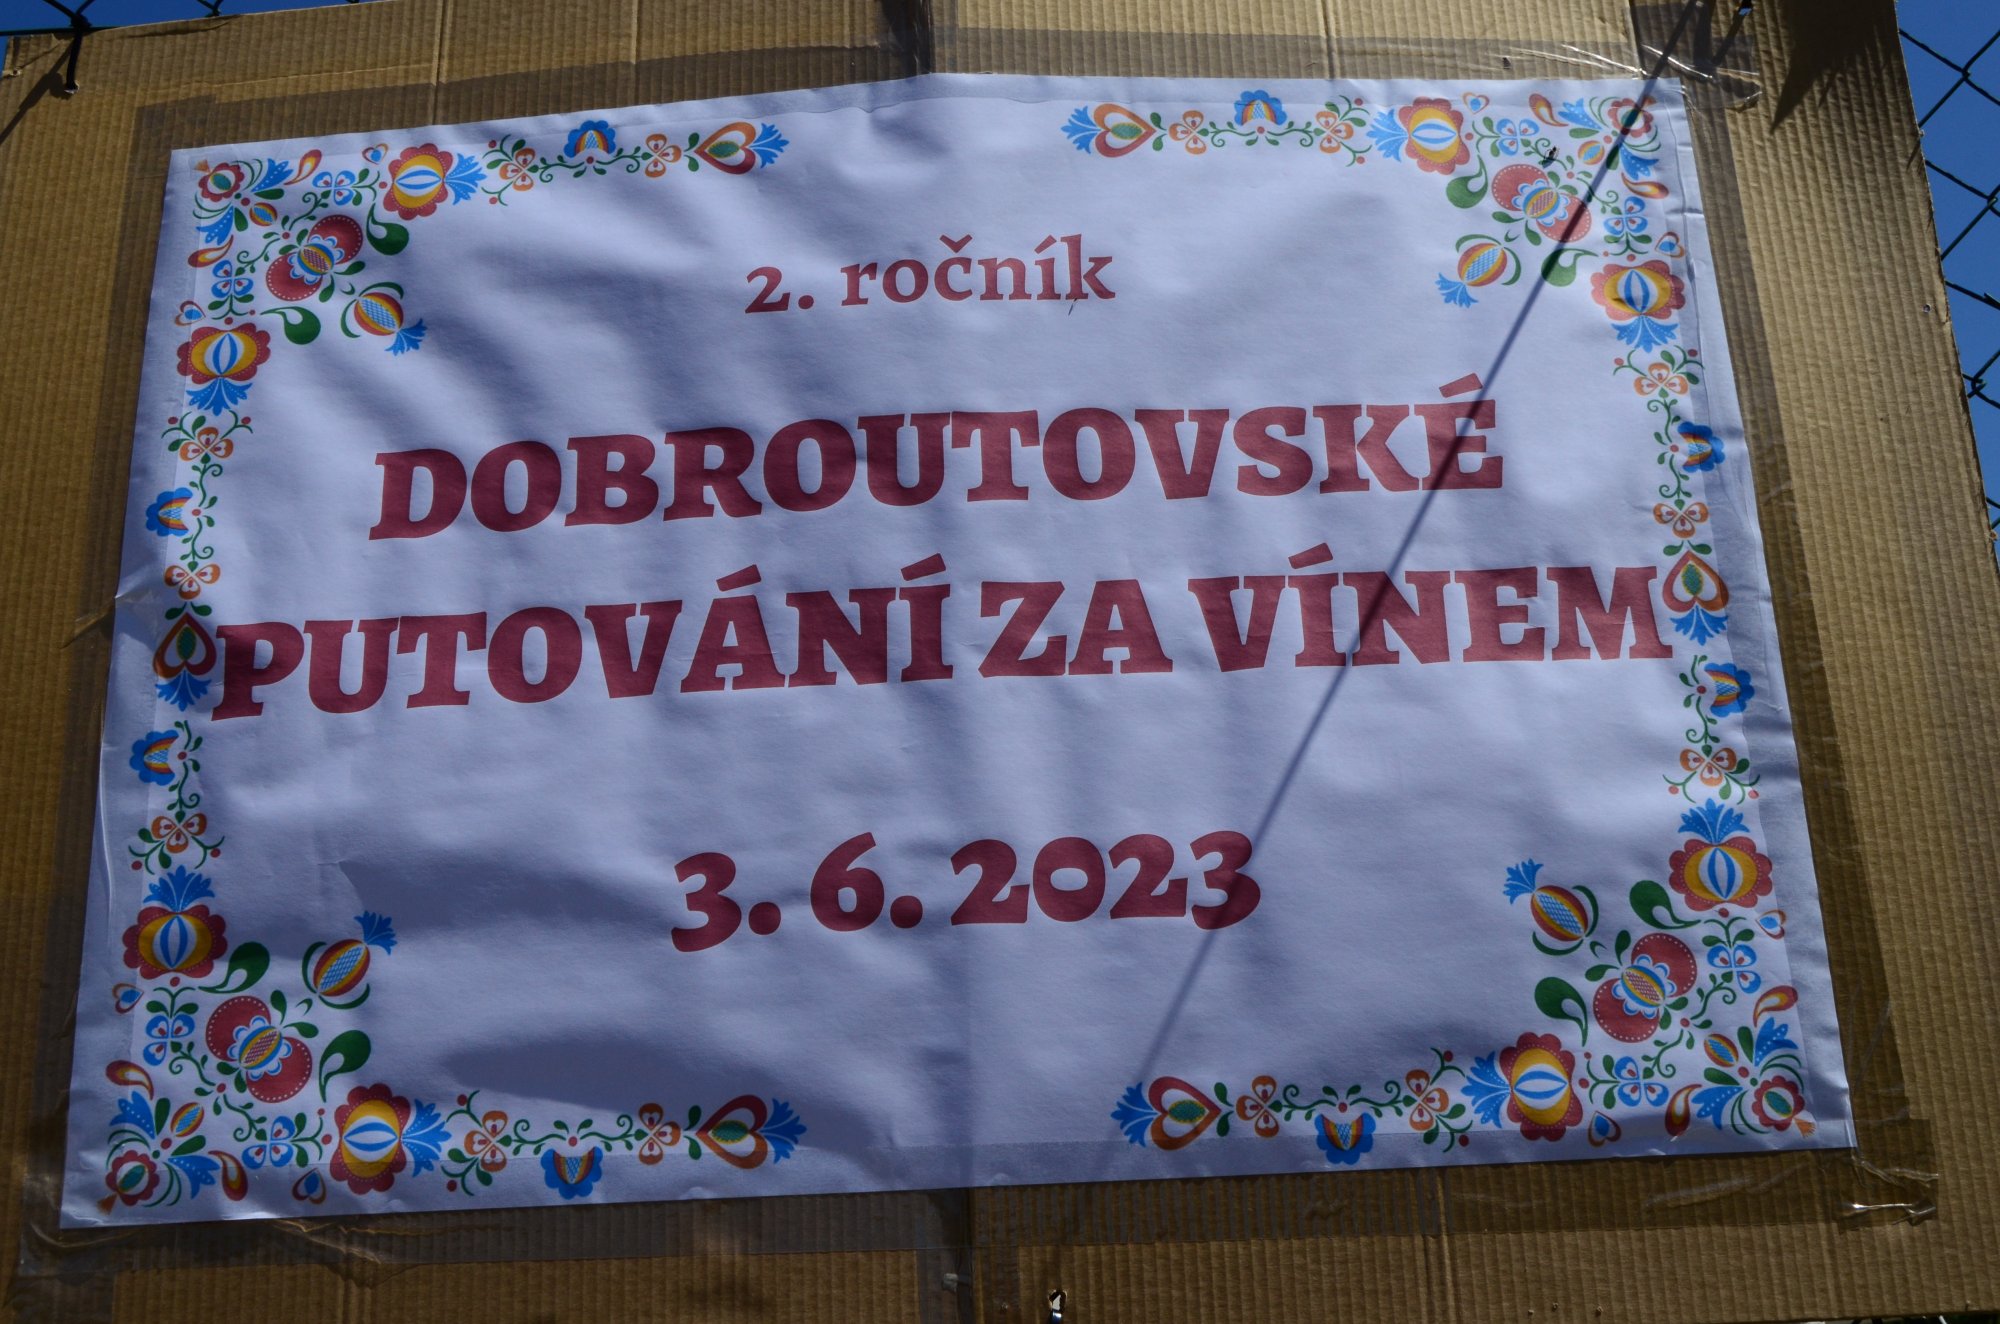 2. ročník
DOBROUTOVSKÉ
PUTOVÁNÍ ZA VÍNEM
3. 6. 2023